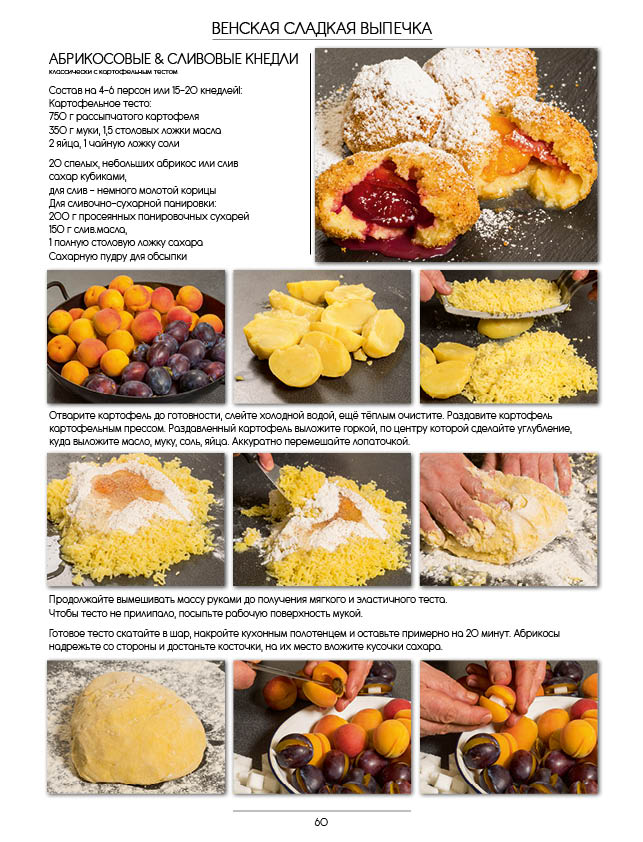 ВЕНСКАЯ СЛАДКАЯ ВЫПЕЧКА
АБРИКОСОВЫЕ & СЛИВОВЫЕ КНЕДЛИ
классически с картофельным тестом
Состав на 4-6 персон или 15-20 кнедлей:
Картофельное тесто:
750 г рассыпчатого картофеля
350 г муки, 1,5 столовых ложки масла
2 яйца, 1 чайную ложку соли
20 спелых, небольших абрикос или слив
сахар кубиками,
для слив - немного молотой корицы
Для сливочно-сухарной панировки:
200 г просеянных панировочных сухарей
150 г слив.масла,
1 полную столовую ложку сахара
Сахарную пудру для обсыпки
Отварите картофель до готовности, слейте холодной водой, ещё тёплым очистите. Раздавите картофель
картофельным прессом. Раздавленный картофель выложите горкой, по центру которой сделайте углубление,
куда выложите масло, муку, соль, яйца. Аккуратно перемешайте лопаточкой.
Продолжайте вымешивать массу руками до получения мягкого и эластичного теста.
Чтобы тесто не прилипало, посыпьте рабочую поверхность мукой.
Готовое тесто скатайте в шар, накройте кухонным полотенцем и оставьте примерно на 20 минут. Абрикосы
надрежьте со стороны и достаньте косточки, на их место вложите кусочки сахара.
60